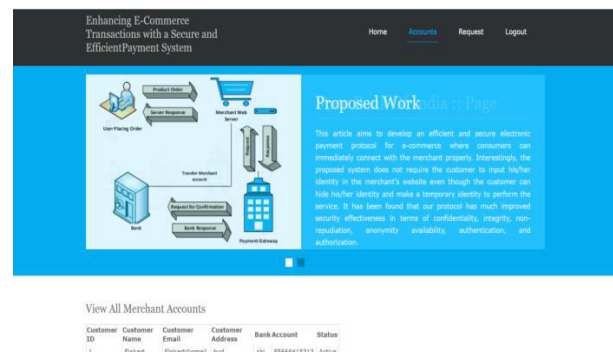 Enhancing E-Commerce
Transactions with a Secure and
EfficientPayment System
Home Accounts Request Logout
Product Order
Server Response
User Placing Order
Merchant Web
Server
Request
Response
Transfer Merchant
account
Request for Confirmation
Bank Response
Bank
Payment Gateway
Proposed Work :: Page
This article aims to develop an efficient and secure electronic
payment protocol for e-commerce where consumers can
immediately connect with the merchant properly. Interestingly, the
proposed system does not require the customer to input his/her
identity in the merchant's website even though the customer can
hide his/her identity and make a temporary identity to perform the
service. It has been found that our protocol has much improved
security effectiveness in terms of confidentiality, integrity, non-
repudiation, anonymity availability, authentication, and
authorization.
View All Merchant Accounts
Customer ID Customer Name Customer Email Customer Address Bank Account Status
1 Active